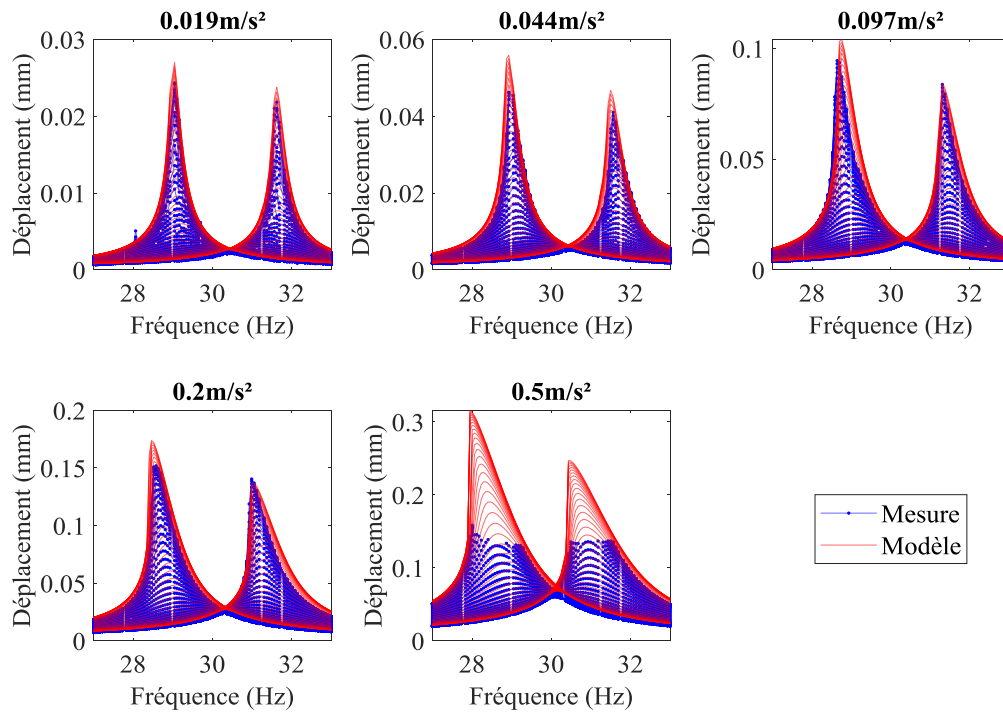 0.019m/s²
0.03
0.02
0.01
0
Déplacement (mm)
28
30
32
Fréquence (Hz)
0.044m/s²
0.06
0.04
0.02
0
Déplacement (mm)
28
30
32
Fréquence (Hz)
0.097m/s²
0.1
0.05
0
Déplacement (mm)
28
30
32
Fréquence (Hz)
0.2m/s²
0.2
0.15
0.1
0.05
0
Déplacement (mm)
28
30
32
Fréquence (Hz)
0.5m/s²
0.3
0.2
0.1
0
Déplacement (mm)
28
30
32
Fréquence (Hz)
Mesure
Modèle